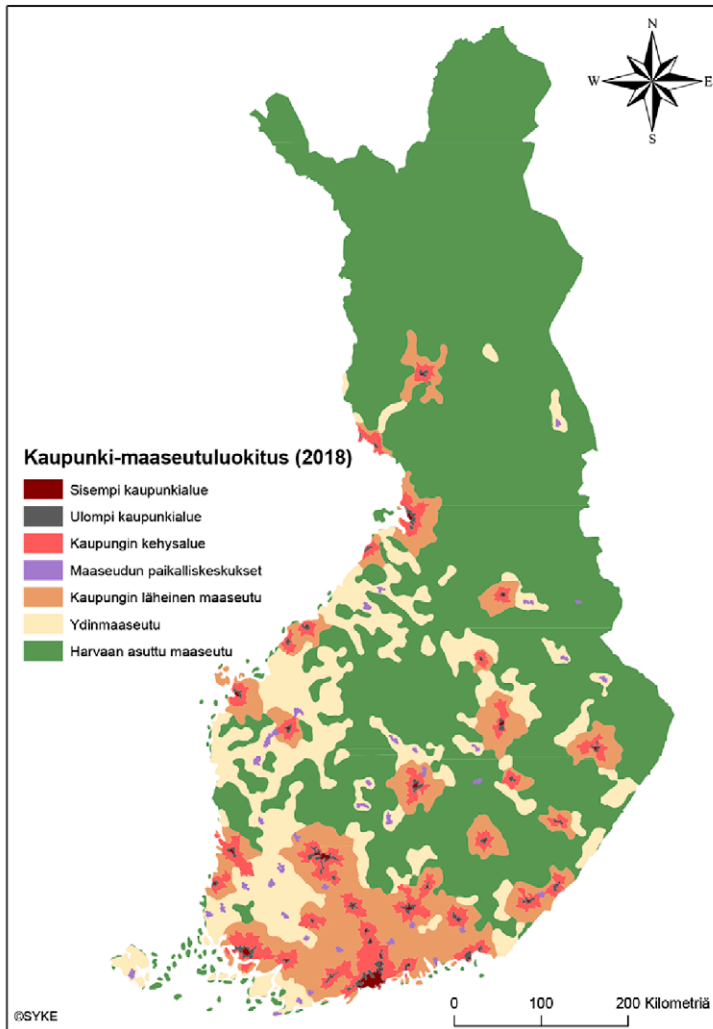 N
W E
S
Kaupunki-maaseutuluokitus (2018)
Sisempi kaupunkialue
Ulompi kaupunkialue
Kaupungin kehysalue
Maaseudun paikalliskeskukset
Kaupungin läheinen maaseutu
Ydinmaaseutu
Harvaan asuttu maaseutu
©SYKE
0 100 200 Kilometriä